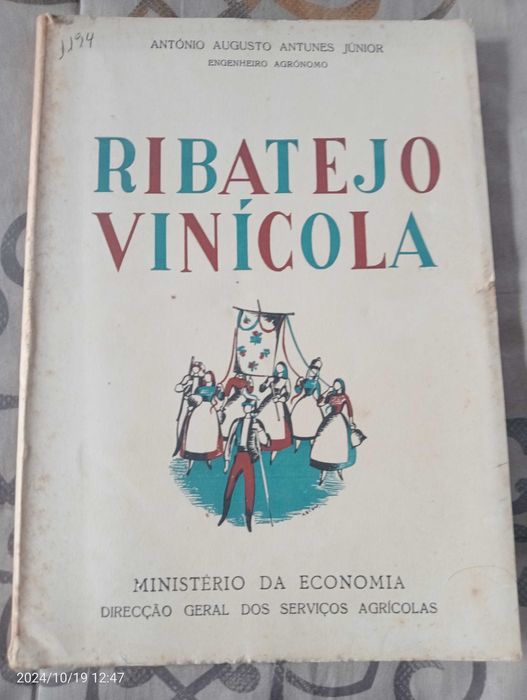 1194
ANTÓNIO AUGUSTO ANTUNES JÚNIOR
ENGENHEIRO AGRÓNOMO
RIBATEJO
VINÍCOLA
MINISTÉRIO DA ECONOMIA
DIRECÇÃO GERAL DOS SERVIÇOS AGRÍCOLAS
2024/10/19 12:47